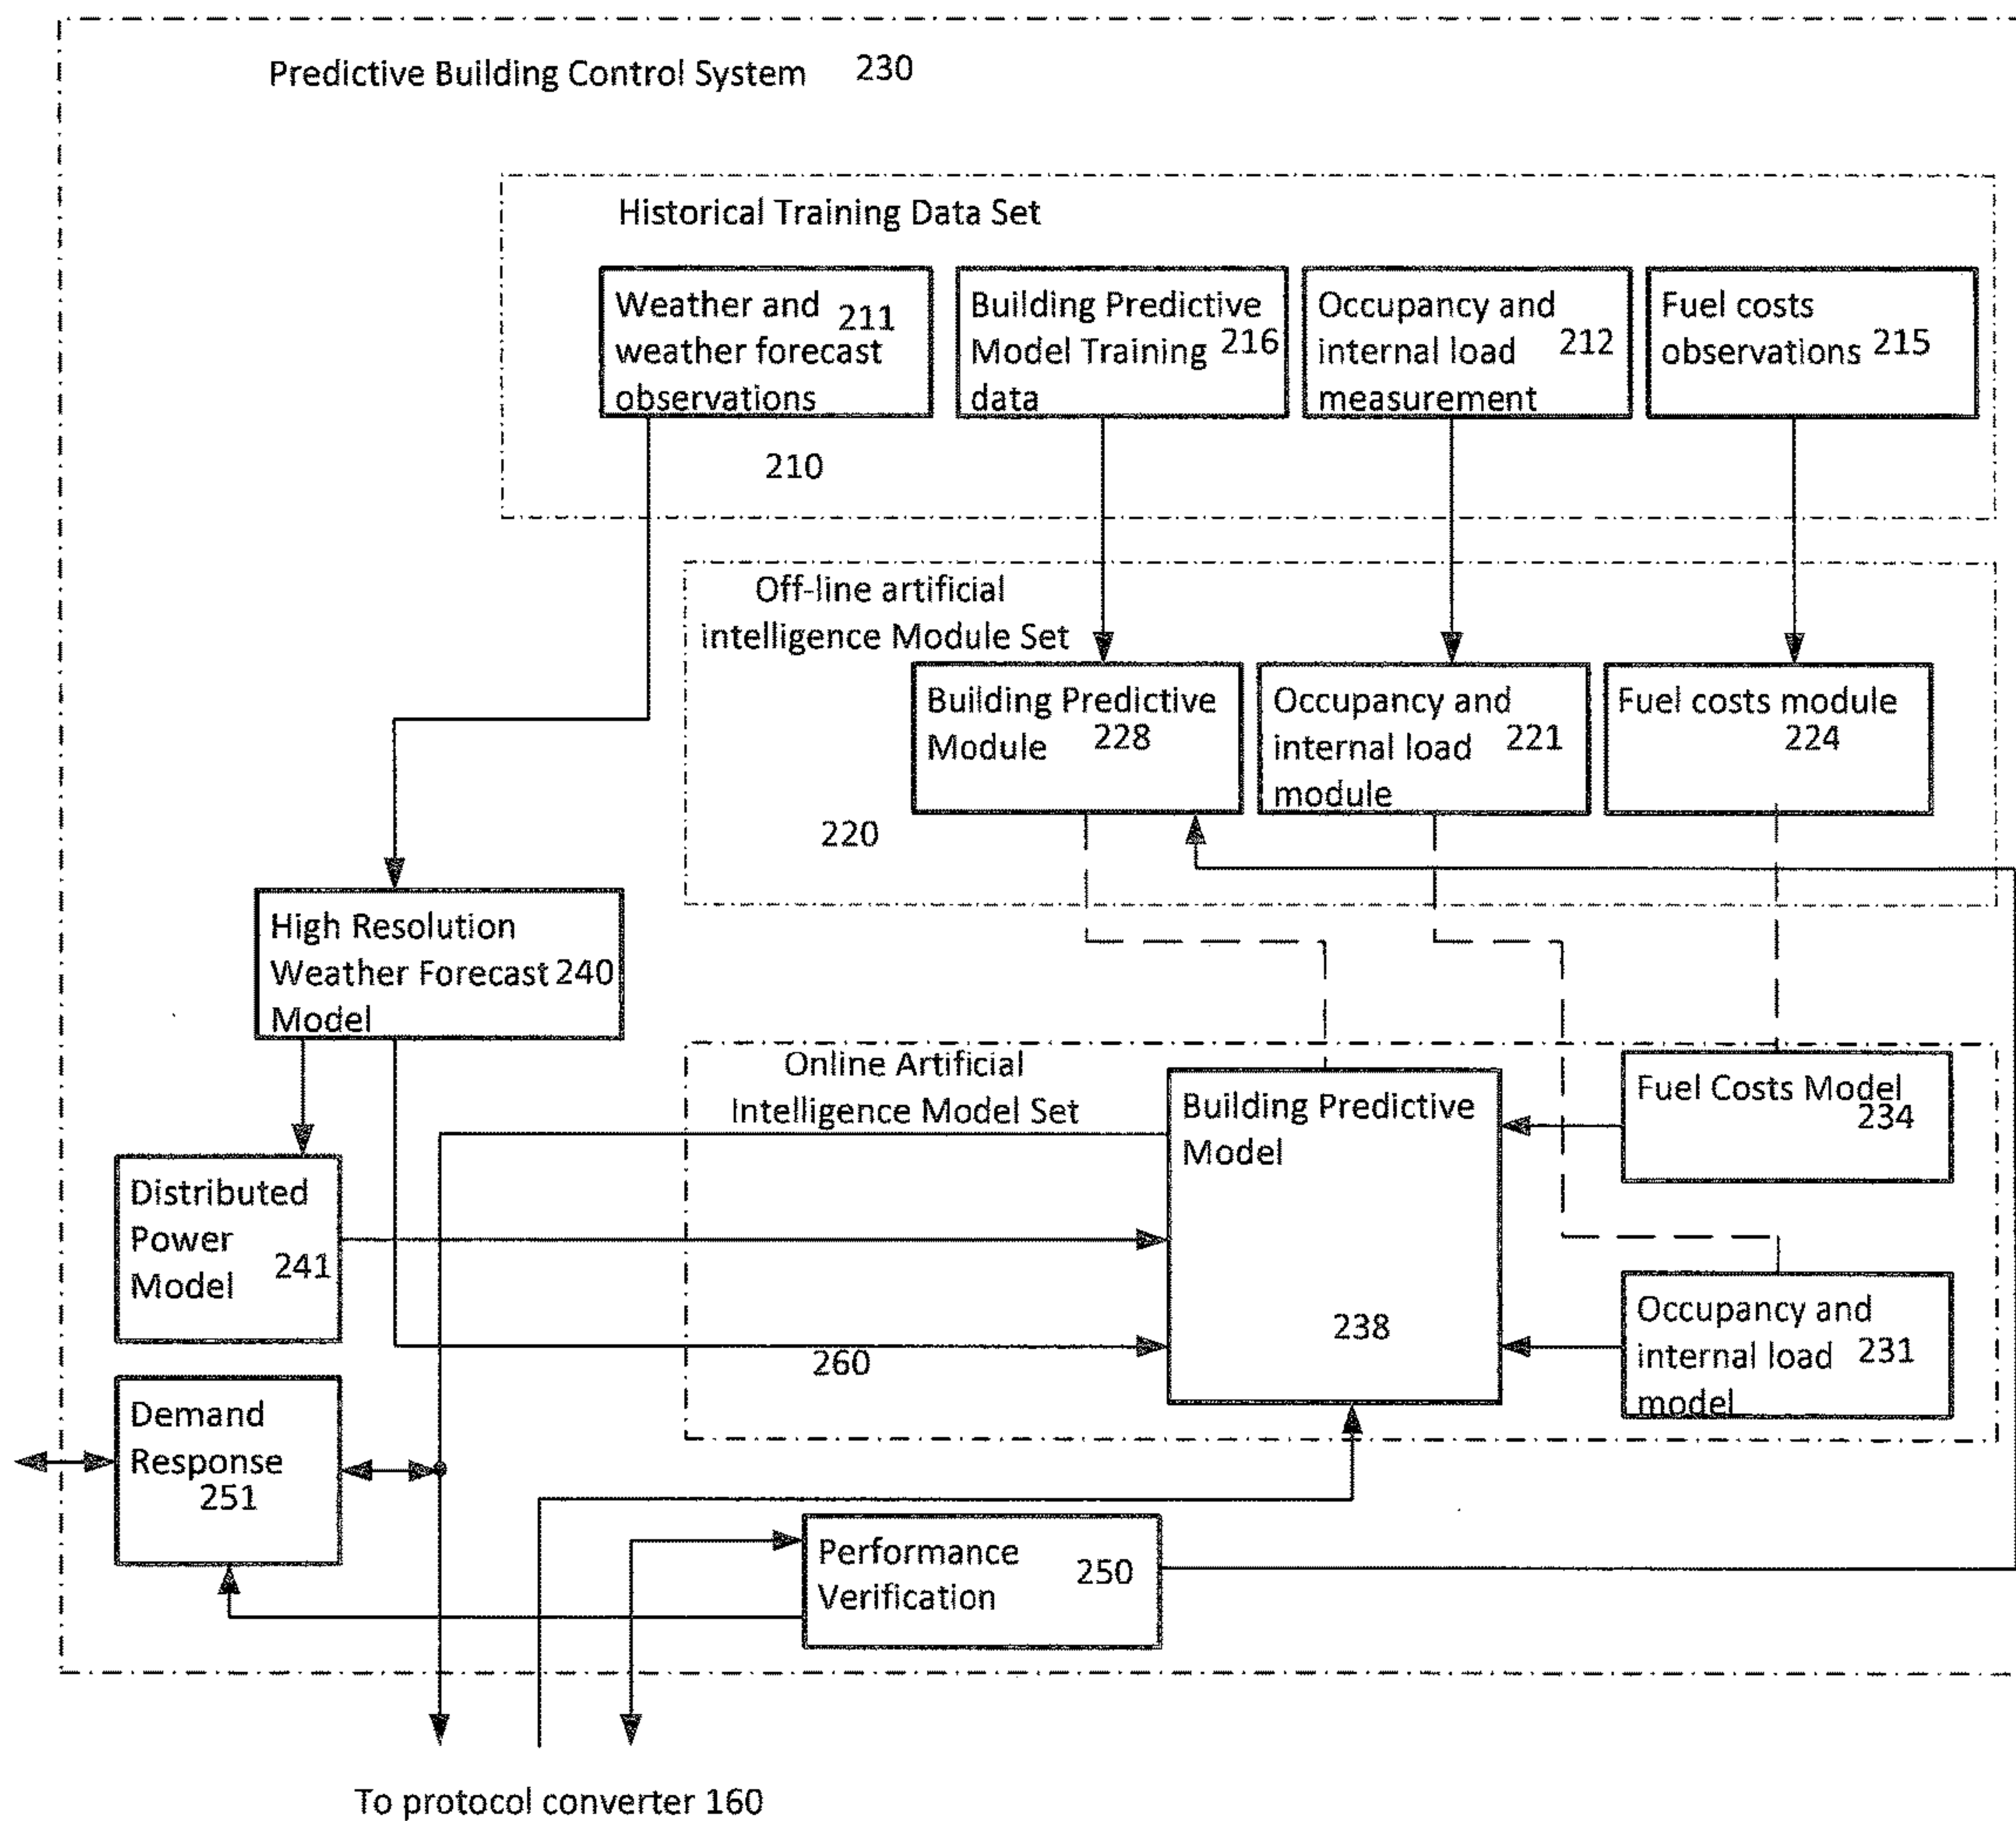 Predictive Building Control System 230
Historical Training Data Set
Weather and
weather forecast
observations
211
Building Predictive
Model Training
data
216
Occupancy and
internal load
measurement
212
Fuel costs
observations
215
210
Off-line artificial
intelligence Module Set
Building Predictive
Module
228
Occupancy and
internal load
module
221
Fuel costs module
224
220
High Resolution
Weather Forecast
Model
240
Online Artificial
Intelligence Model Set
Building Predictive
Model
238
Fuel Costs Model
234
Distributed
Power
Model
241
Occupancy and
internal load
model
231
260
Demand
Response
251
Performance
Verification
250
To protocol converter 160